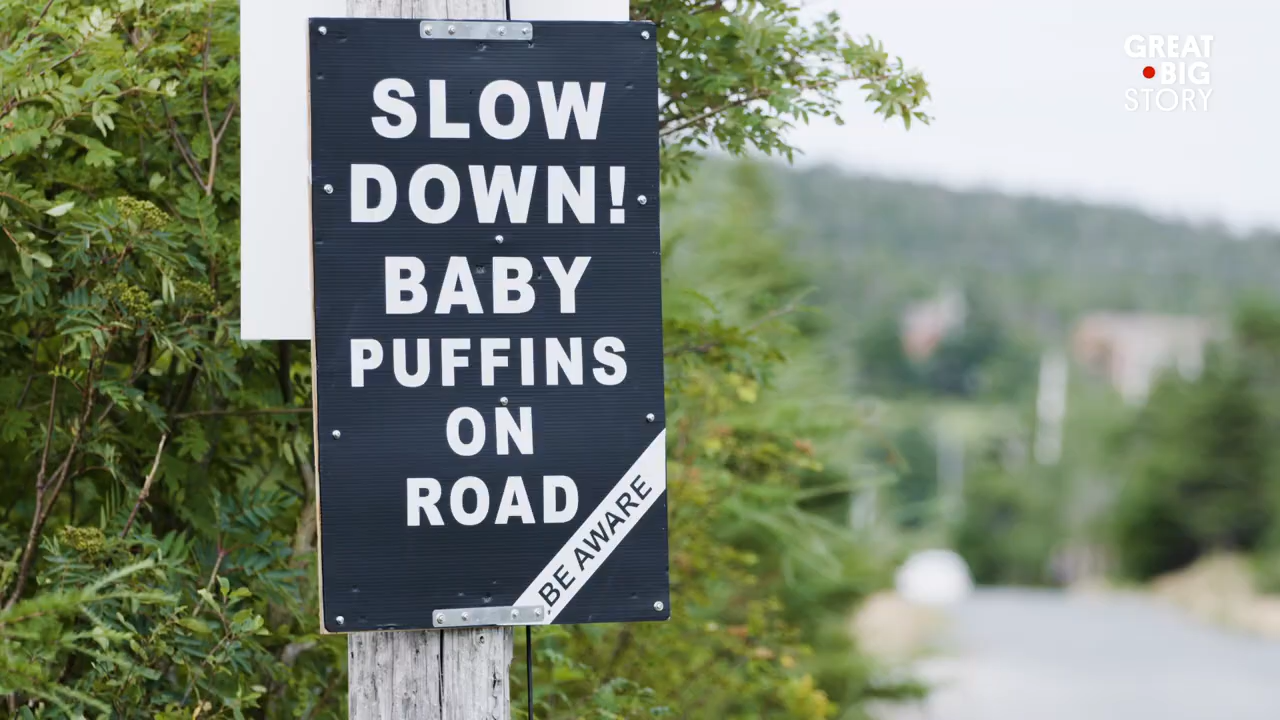 SLOW
DOWN!
BABY
PUFFINS
ON
ROAD
BE AWARE
GREAT
BIG
STORY